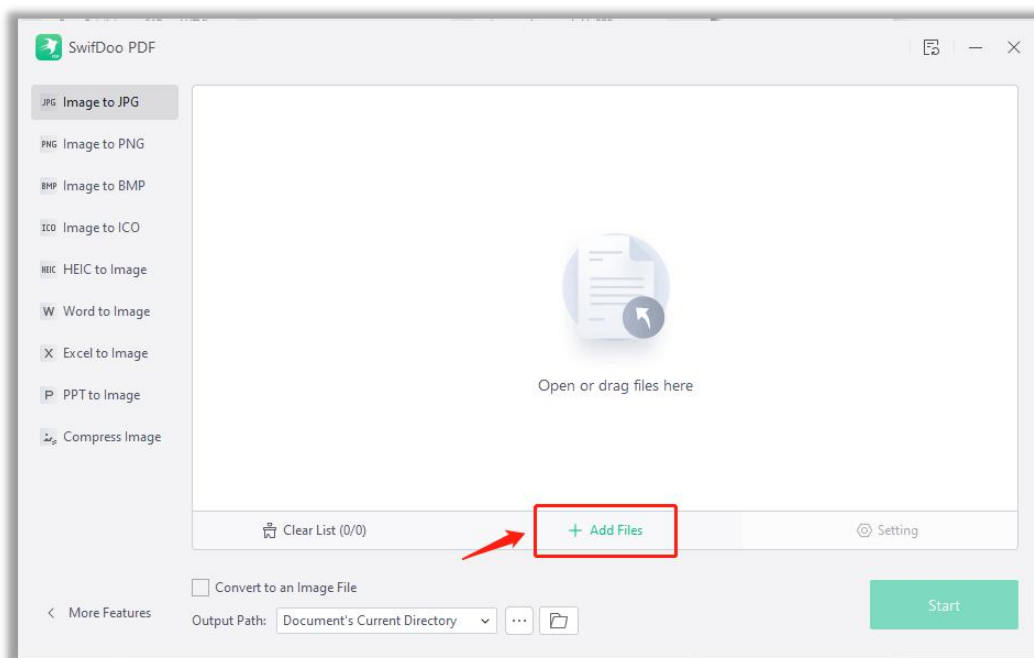 SwifDoo PDF
JPG Image to JPG
PNG Image to PNG
BMP Image to BMP
ICO Image to ICO
HEIC HEIC to Image
W Word to Image
X Excel to Image
P PPT to Image
Compress Image
Open or drag files here
Clear List (0/0)
+ Add Files
Setting
Convert to an Image File
< More Features
Output Path: Document's Current Directory
...
Start